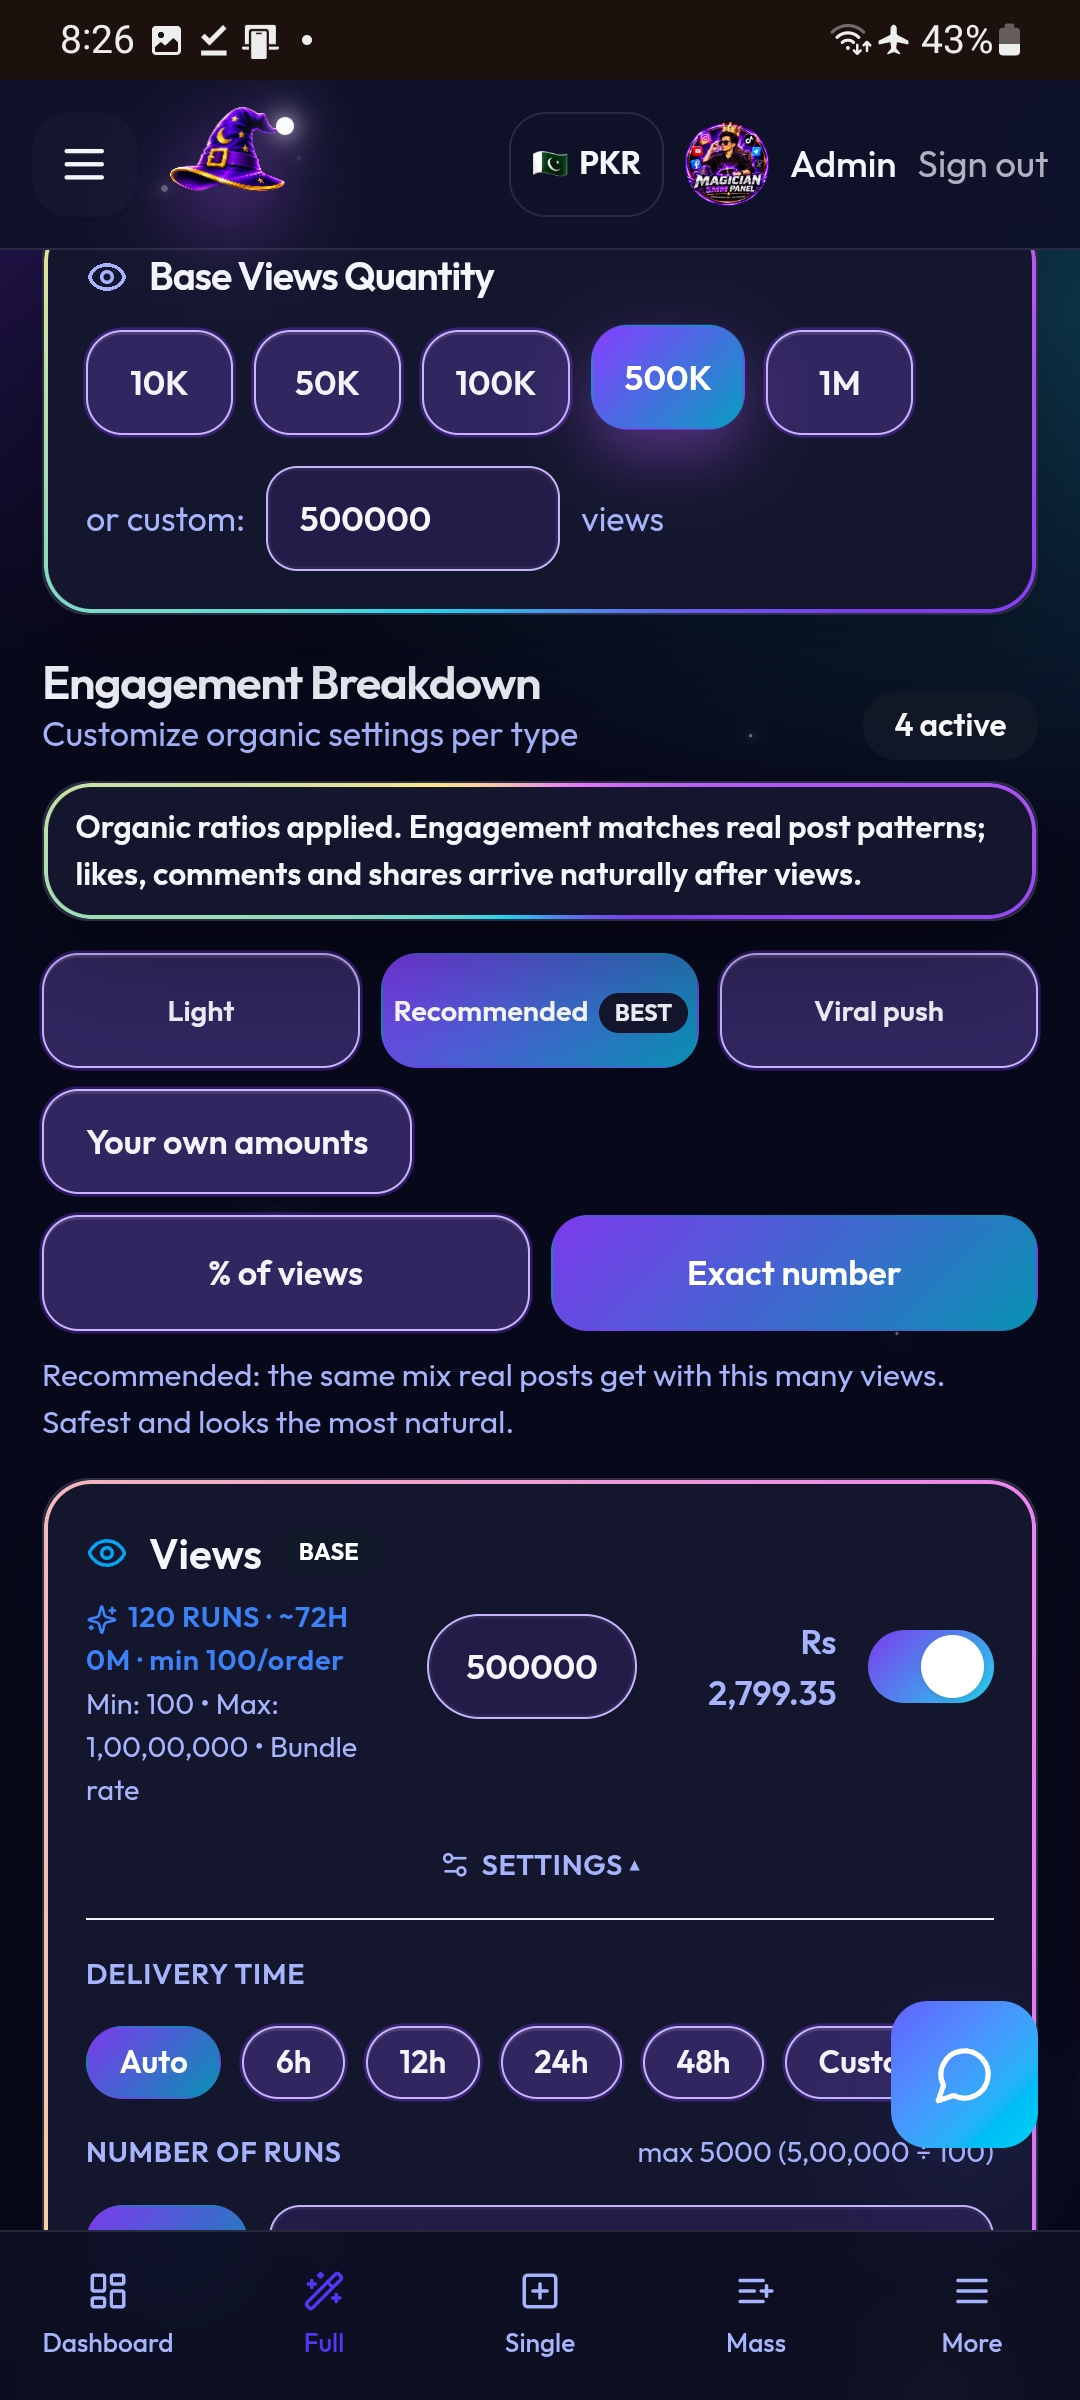 8:26
43%
PKR
MAGICIAN
SMM PANEL
Admin
Sign out
Base Views Quantity
10K
50K
100K
500K
1M
or custom:
500000
views
Engagement Breakdown
Customize organic settings per type
4 active
Organic ratios applied. Engagement matches real post patterns;
likes, comments and shares arrive naturally after views.
Light
Recommended
BEST
Viral push
Your own amounts
% of views
Exact number
Recommended: the same mix real posts get with this many views.
Safest and looks the most natural.
Views
BASE
120 RUNS · ~72H
0M · min 100/order
Min: 100 • Max:
1,00,00,000 • Bundle
rate
500000
Rs
2,799.35
SETTINGS ▴
DELIVERY TIME
Auto
6h
12h
24h
48h
Custo
NUMBER OF RUNS
max 5000 (5,00,000 ÷ 100)
Dashboard
Full
Single
Mass
More